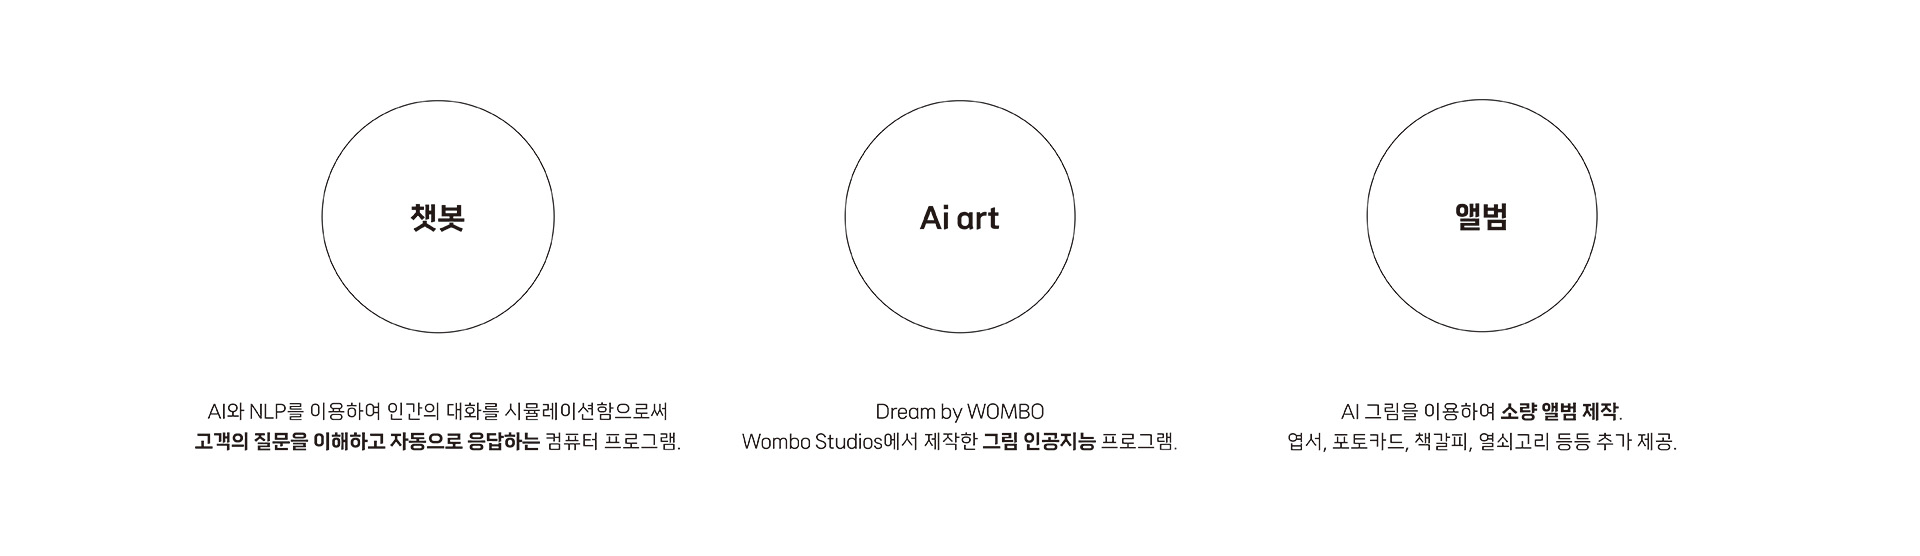 챗봇
AI와 NLP를 이용하여 인간의 대화를 시뮬레이션함으로써
고객의 질문을 이해하고 자동으로 응답하는 컴퓨터 프로그램.
Ai art
Dream by WOMBO
Wombo Studios에서 제작한 그림 인공지능 프로그램.
앨범
AI 그림을 이용하여 소량 앨범 제작.
엽서, 포토카드, 책갈피, 열쇠고리 등등 추가 제공.